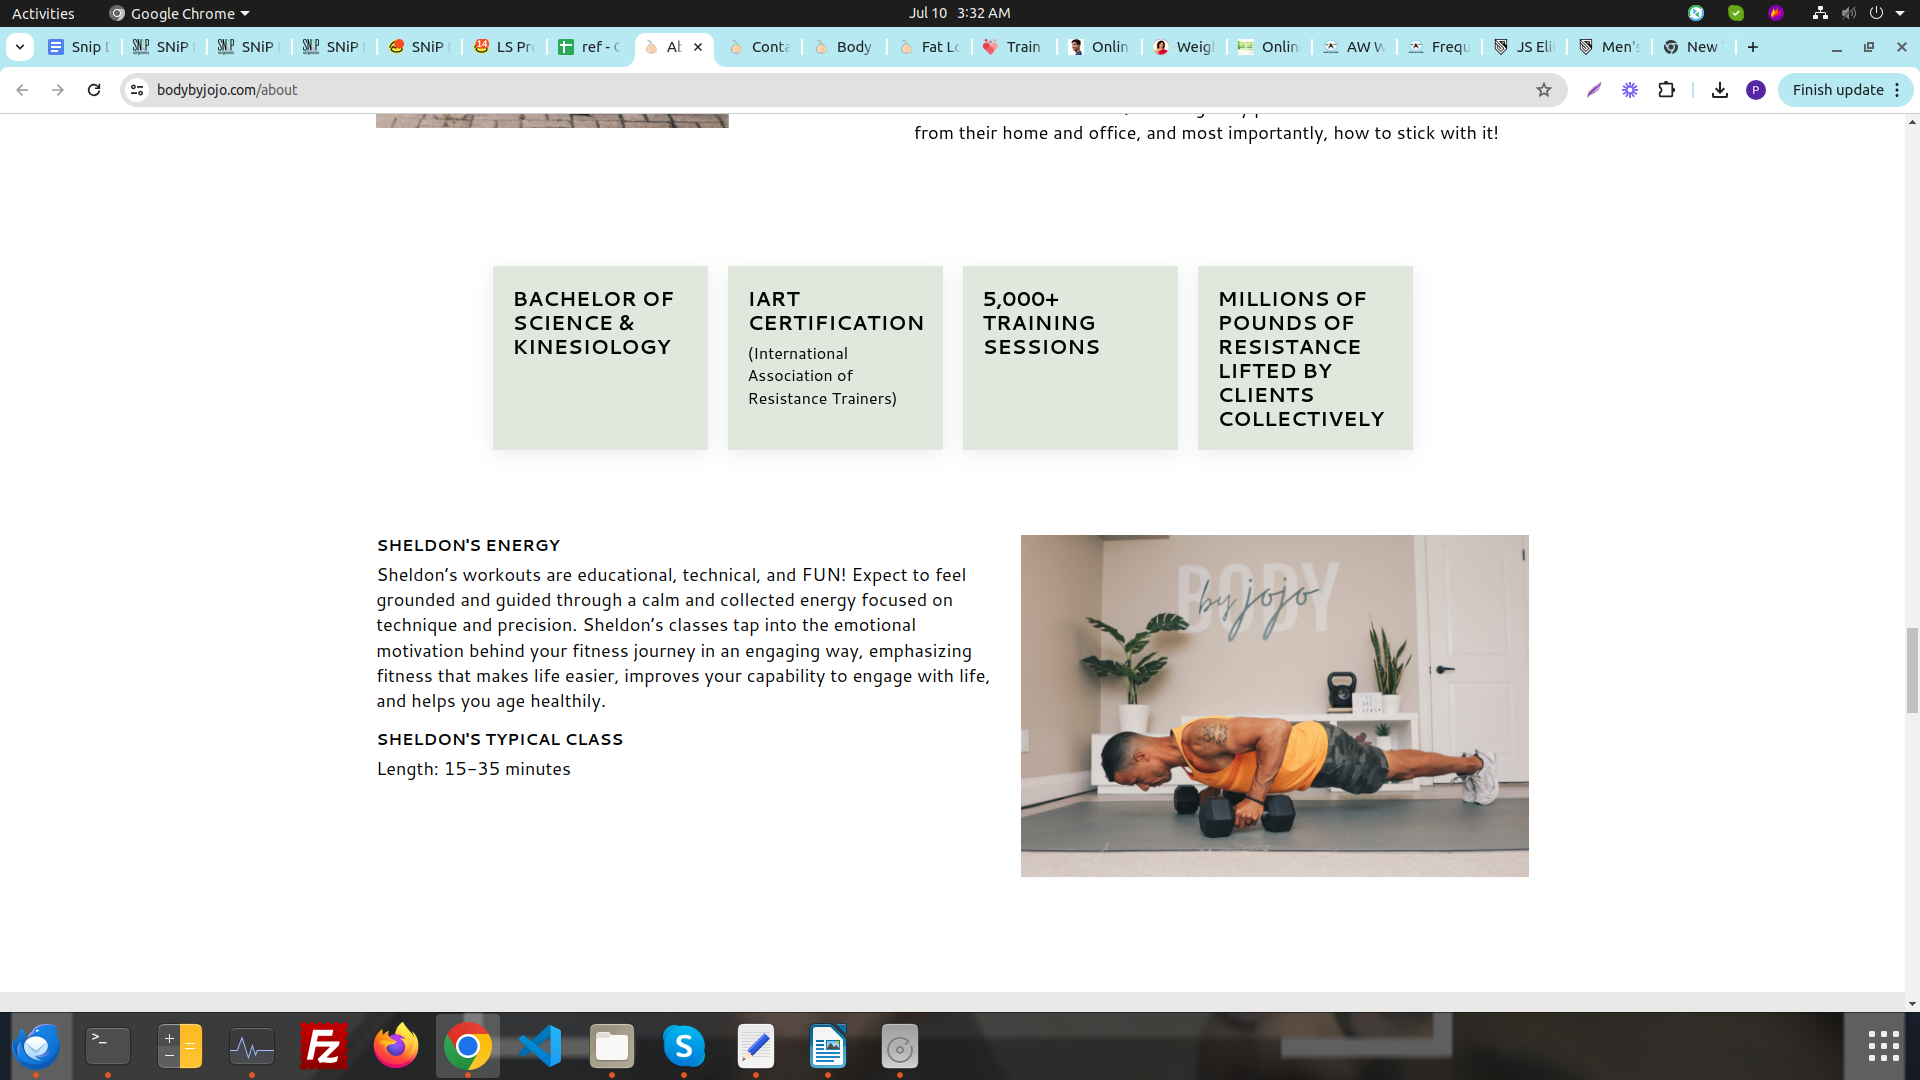 Activities
Google Chrome
Jul 10 3:32 AM
Snip
SNiP
SNiP
SNiP
SNiP
LS Pr
ref -
Ab
Conta
Body
Fat Lo
Train
Onlin
Weig
Onlin
AW W
Frequ
JS Eli
Men's
New
bodybyjojo.com/about
P
Finish update
from their home and office, and most importantly, how to stick with it!
BACHELOR OF
SCIENCE &
KINESIOLOGY
IART
CERTIFICATION
(International
Association of
Resistance Trainers)
5,000+
TRAINING
SESSIONS
MILLIONS OF
POUNDS OF
RESISTANCE
LIFTED BY
CLIENTS
COLLECTIVELY
SHELDON'S ENERGY
Sheldon's workouts are educational, technical, and FUN! Expect to feel
grounded and guided through a calm and collected energy focused on
technique and precision. Sheldon's classes tap into the emotional
motivation behind your fitness journey in an engaging way, emphasizing
fitness that makes life easier, improves your capability to engage with life,
and helps you age healthily.
SHELDON'S TYPICAL CLASS
Length: 15-35 minutes
BODY
by jojo